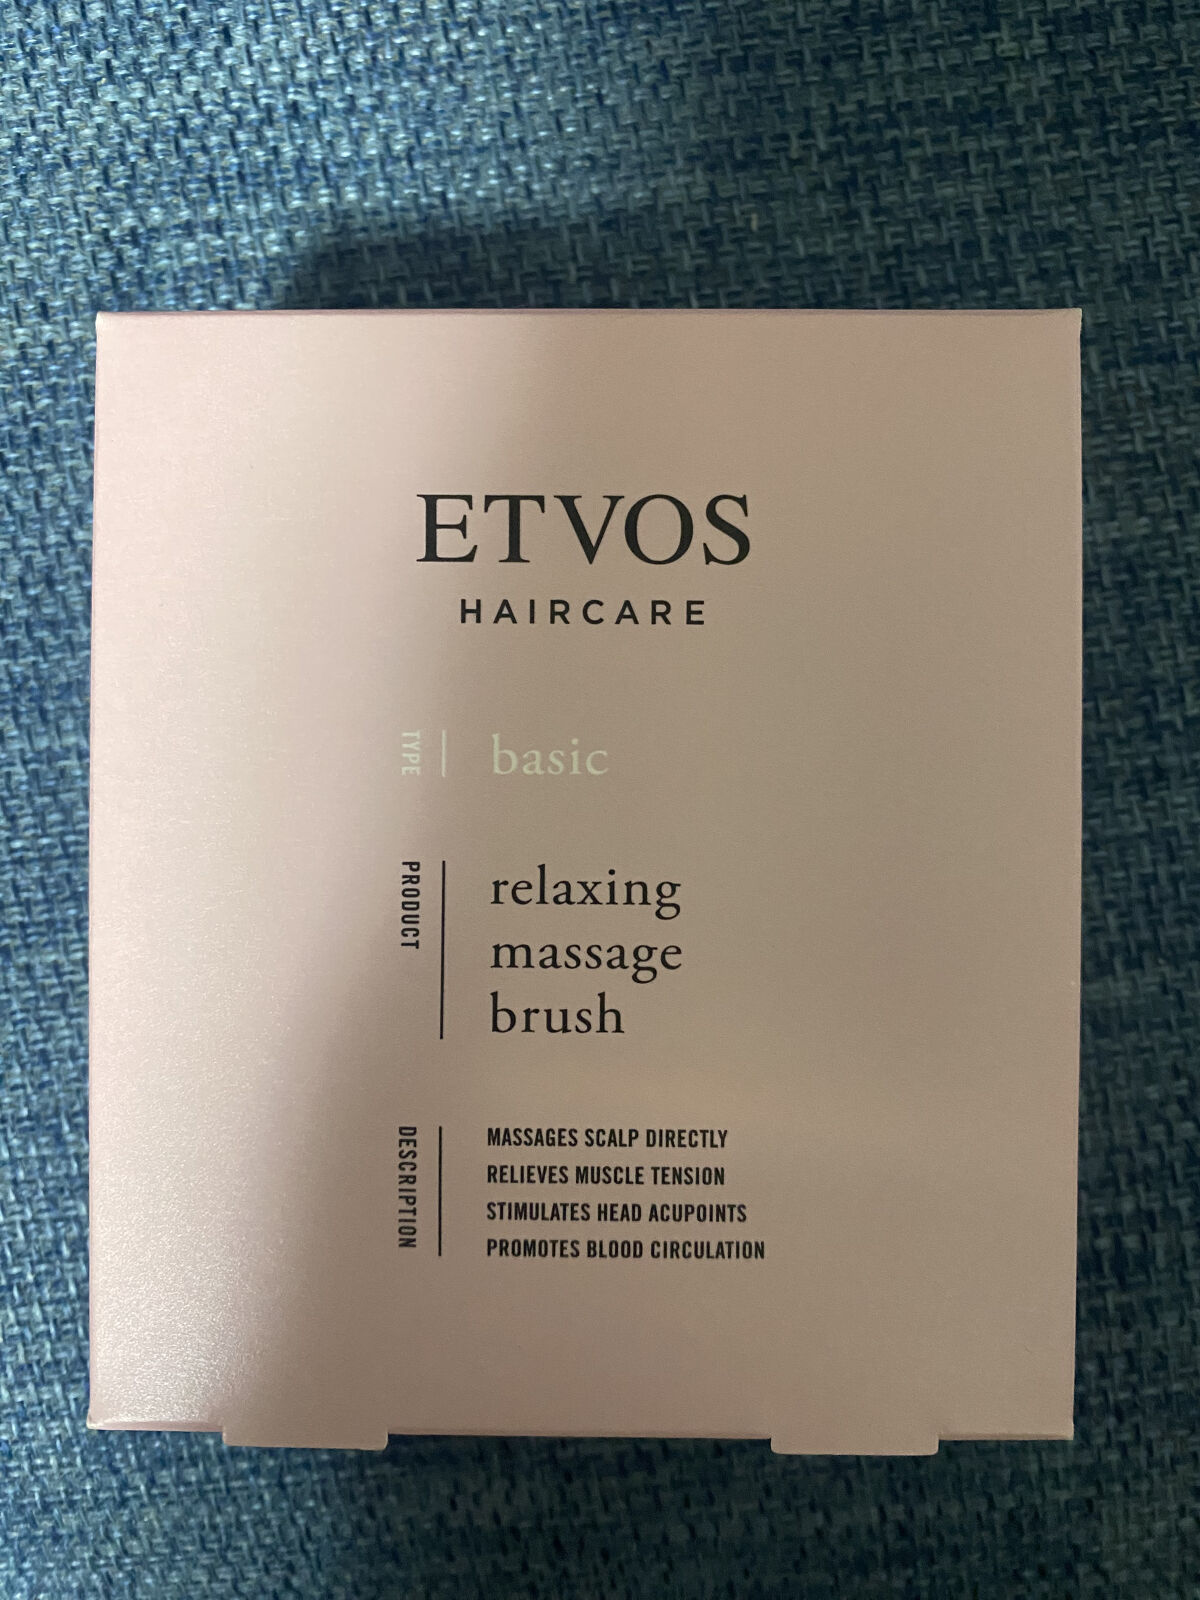 ETVOS
HAIRCARE
TYPE
basic
PRODUCT
relaxing
massage
brush
DESCRIPTION
MASSAGES SCALP DIRECTLY
RELIEVES MUSCLE TENSION
STIMULATES HEAD ACUPOINTS
PROMOTES BLOOD CIRCULATION